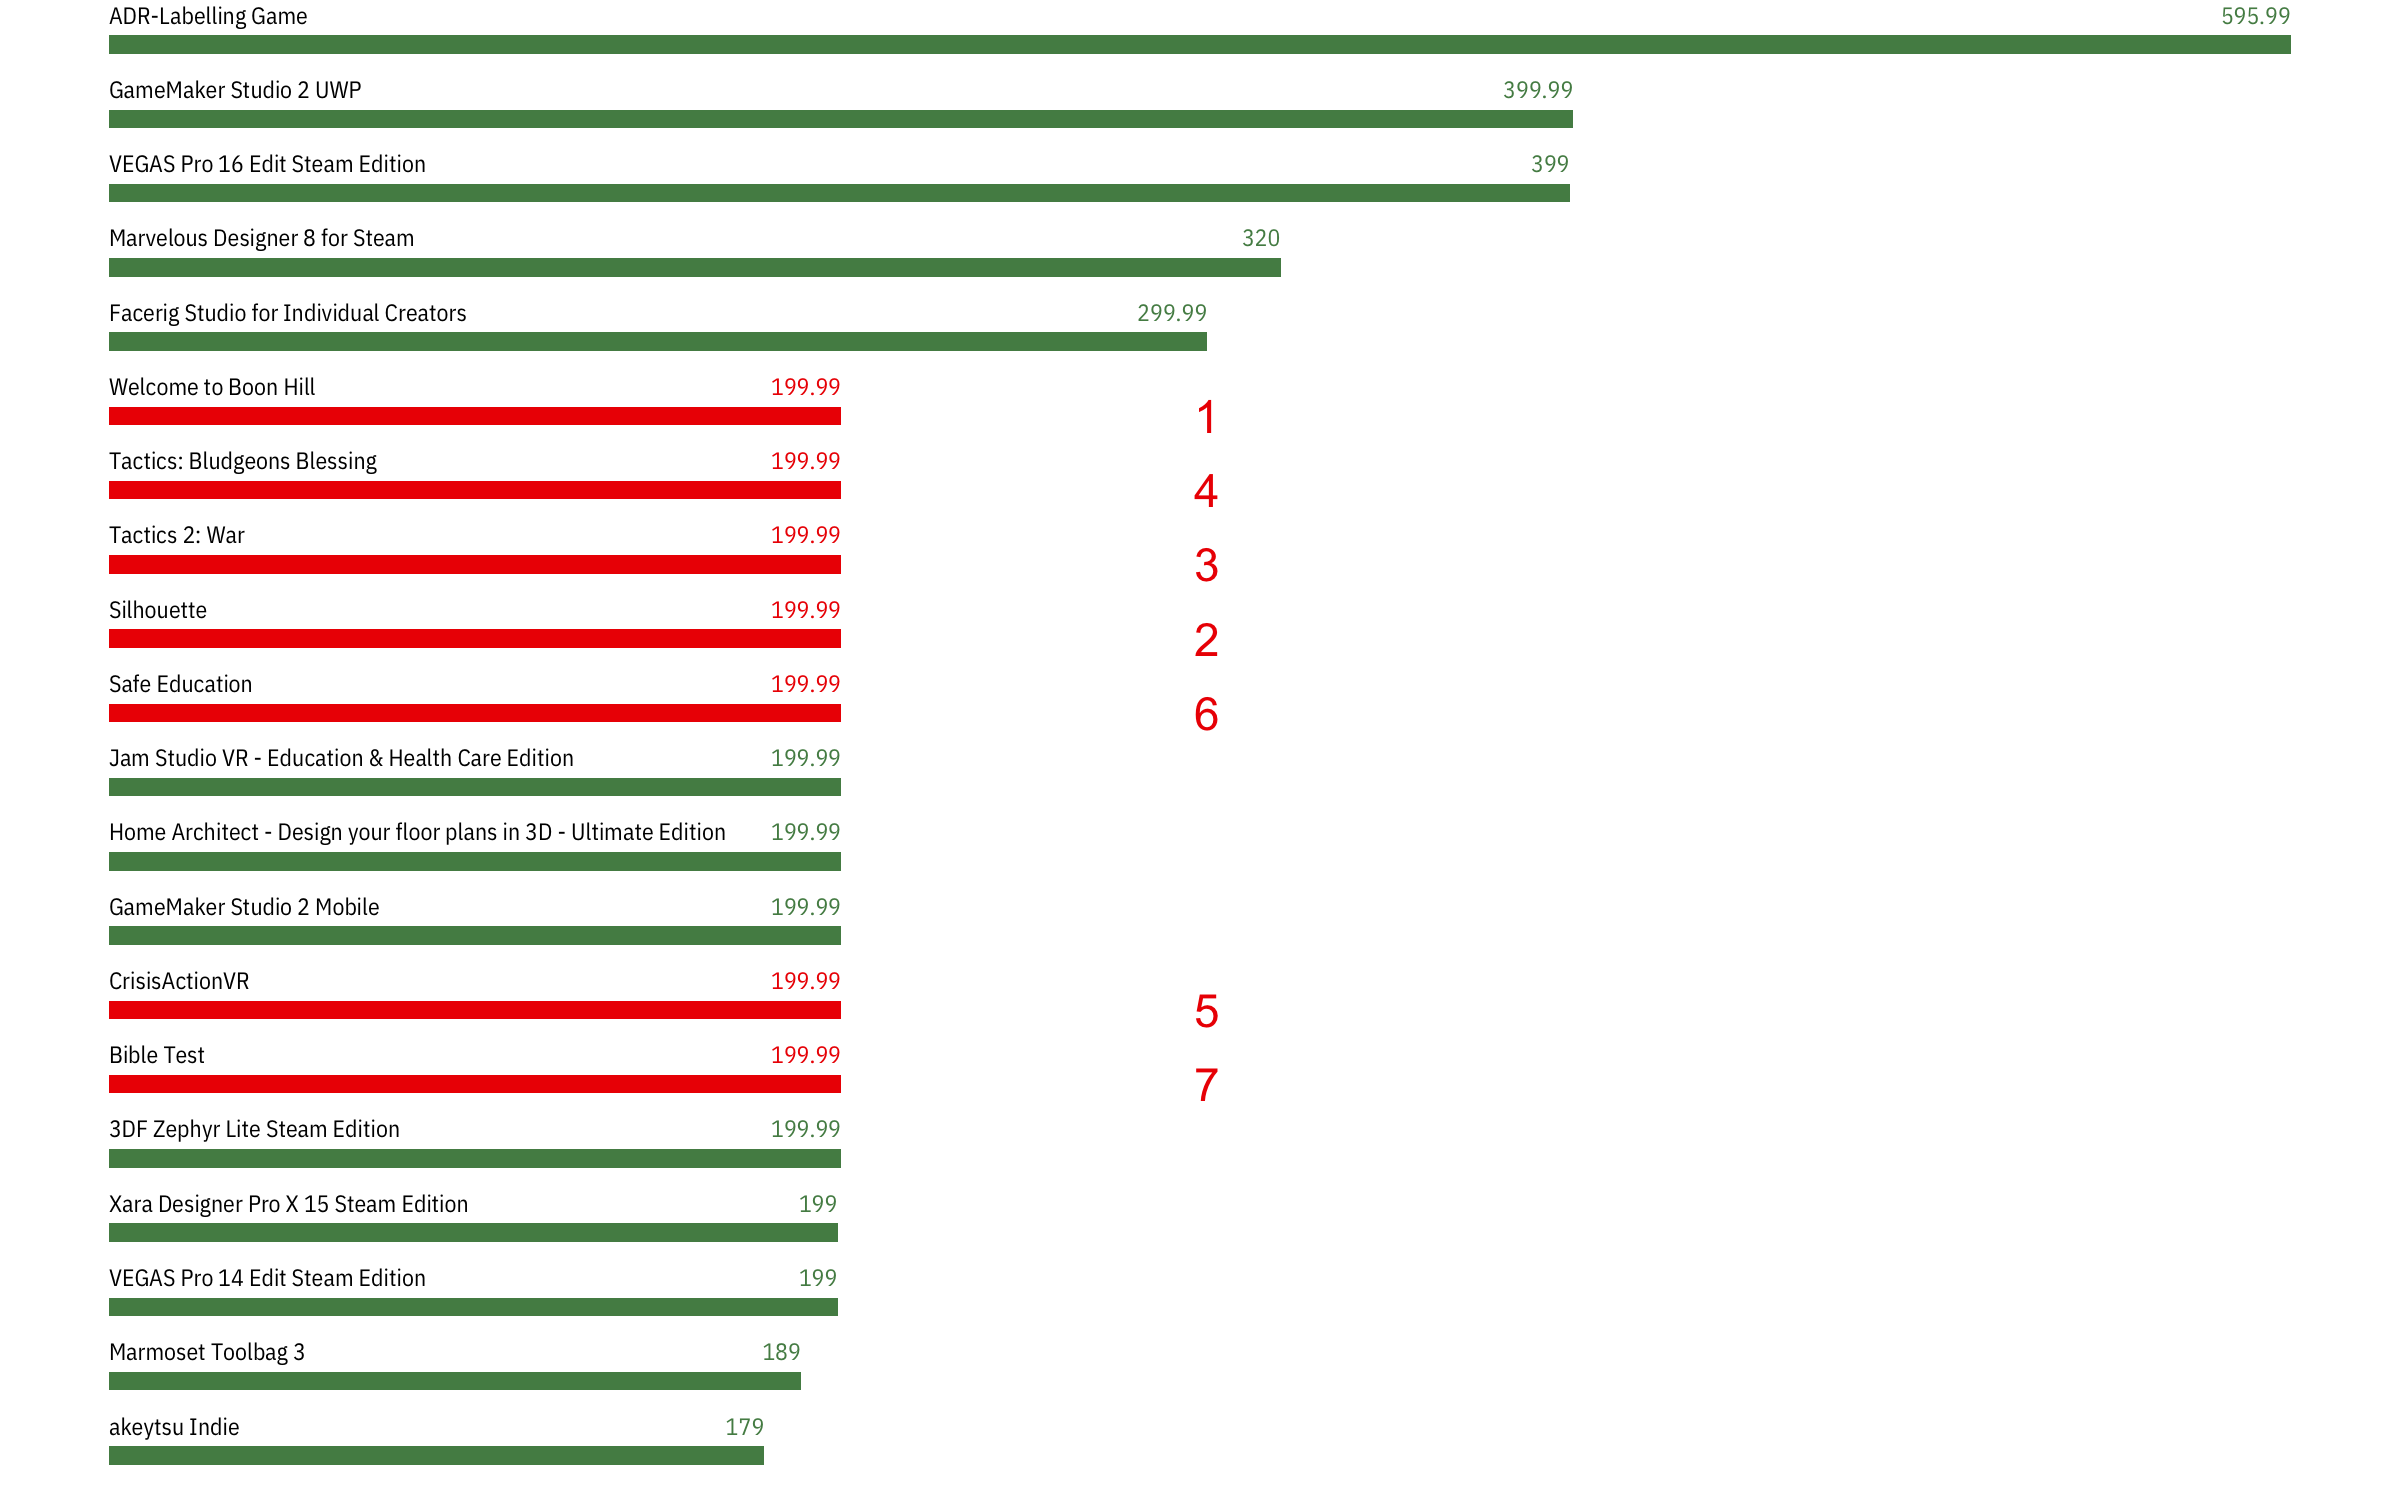 ADR-Labelling Game 595.99
GameMaker Studio 2 UWP 399.99
VEGAS Pro 16 Edit Steam Edition 399
Marvelous Designer 8 for Steam 320
Facerig Studio for Individual Creators 299.99
Welcome to Boon Hill 199.99
1
Tactics: Bludgeons Blessing 199.99
4
Tactics 2: War 199.99
3
Silhouette 199.99
2
Safe Education 199.99
6
Jam Studio VR - Education & Health Care Edition 199.99
Home Architect - Design your floor plans in 3D - Ultimate Edition 199.99
GameMaker Studio 2 Mobile 199.99
CrisisActionVR 199.99
5
Bible Test 199.99
7
3DF Zephyr Lite Steam Edition 199.99
Xara Designer Pro X 15 Steam Edition 199
VEGAS Pro 14 Edit Steam Edition 199
Marmoset Toolbag 3 189
akeytsu Indie 179